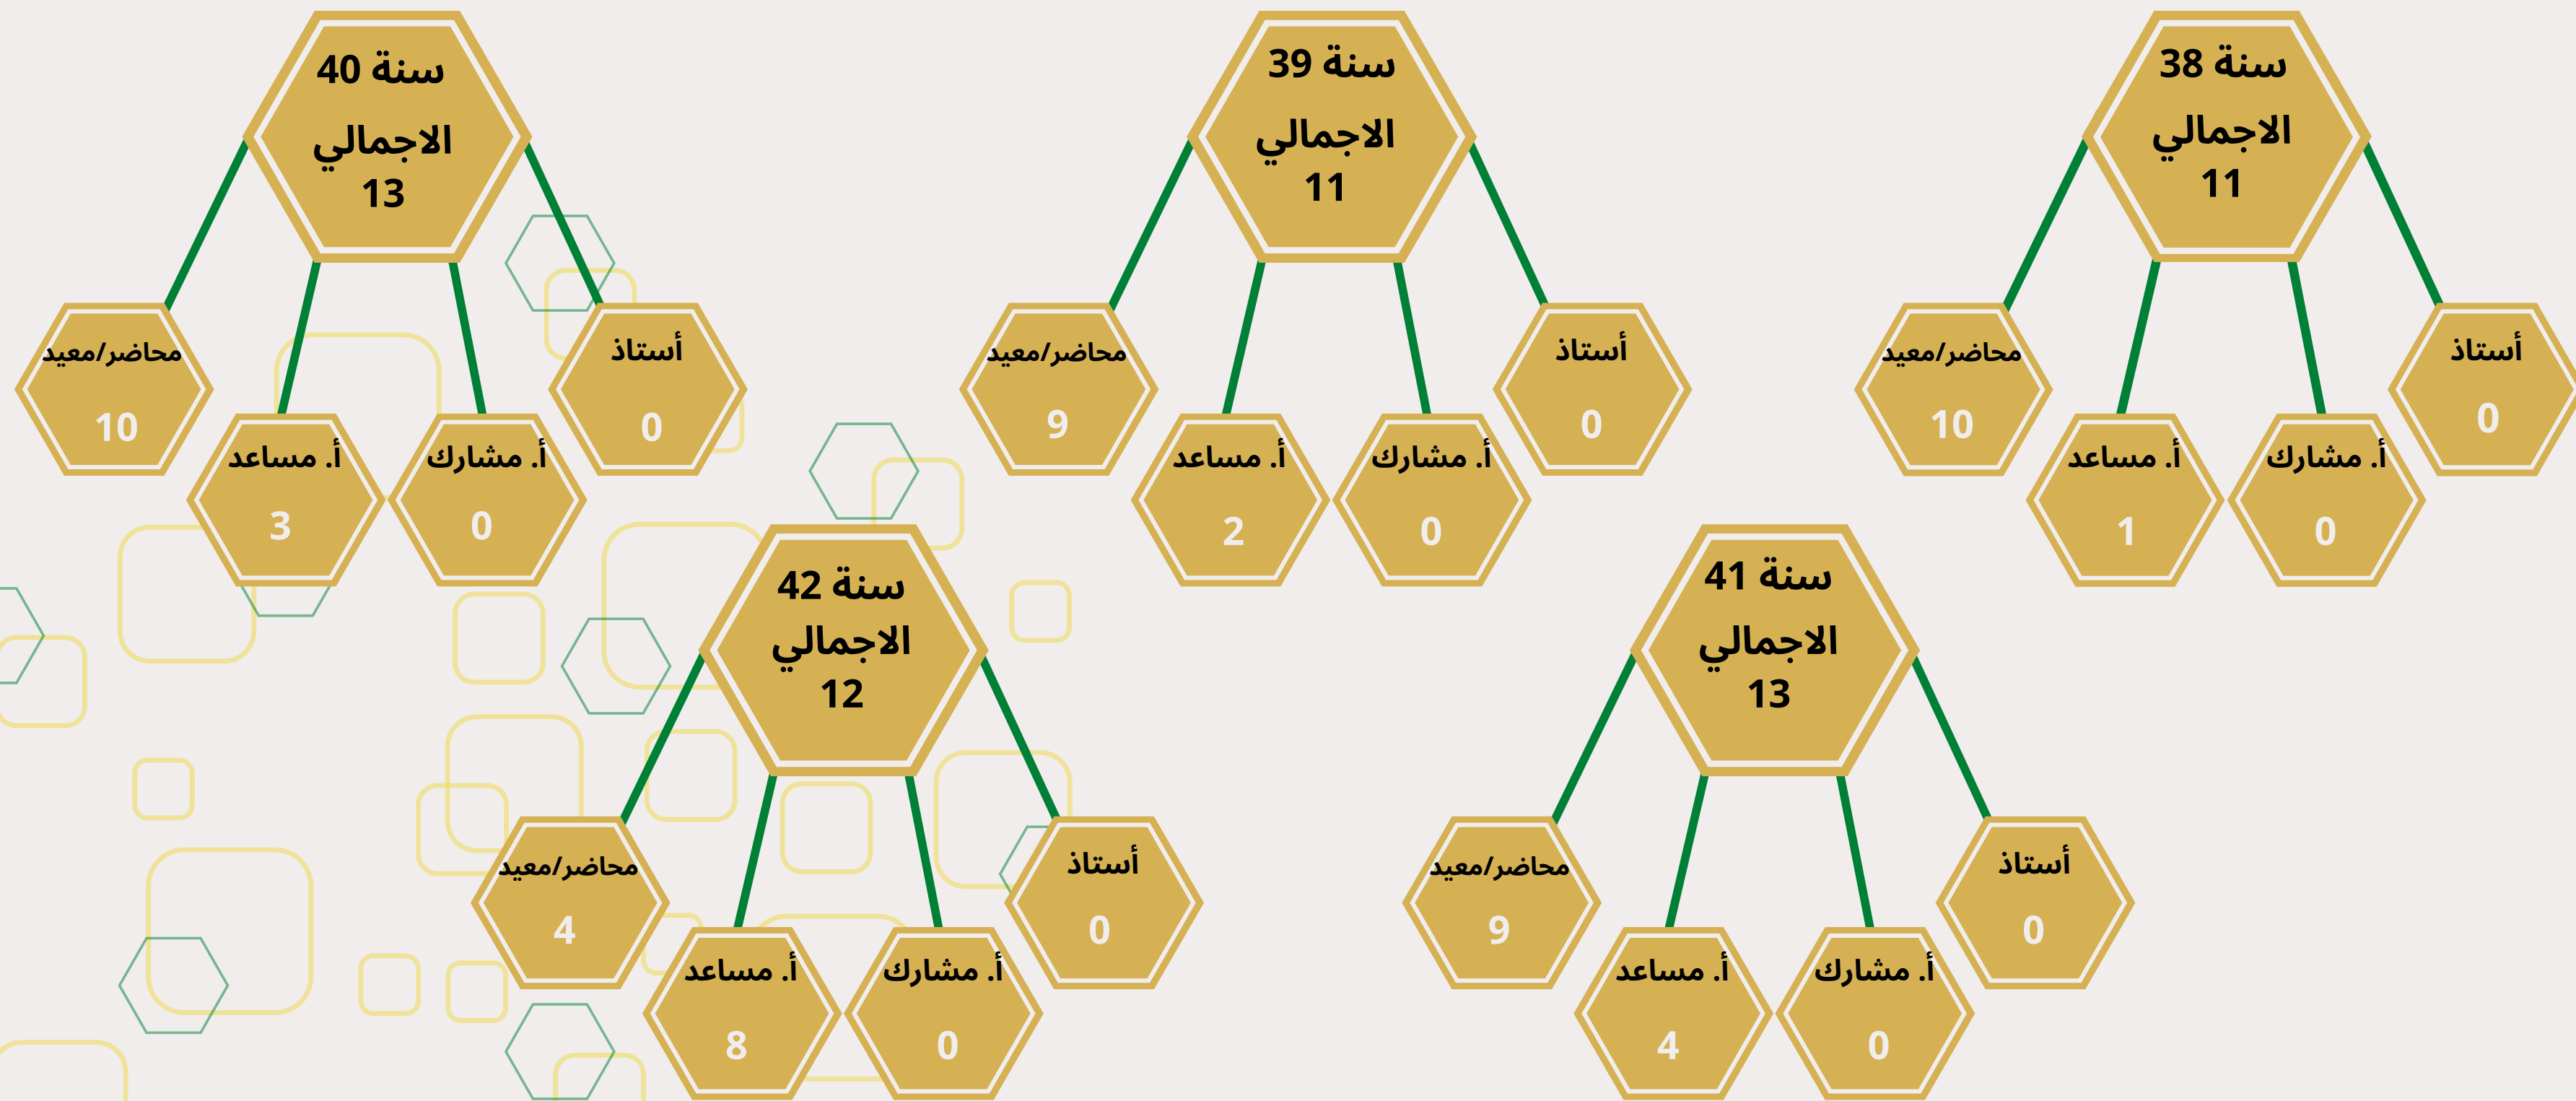 سنة 38
الاجمالي
11
أستاذ
0
أ. مشارك
0
أ. مساعد
1
محاضر/معيد
10
سنة 39
الاجمالي
11
أستاذ
0
أ. مشارك
0
أ. مساعد
2
محاضر/معيد
9
سنة 40
الاجمالي
13
أستاذ
0
أ. مشارك
0
أ. مساعد
3
محاضر/معيد
10
سنة 41
الاجمالي
13
أستاذ
0
أ. مشارك
0
أ. مساعد
4
محاضر/معيد
9
سنة 42
الاجمالي
12
أستاذ
0
أ. مشارك
0
أ. مساعد
8
محاضر/معيد
4